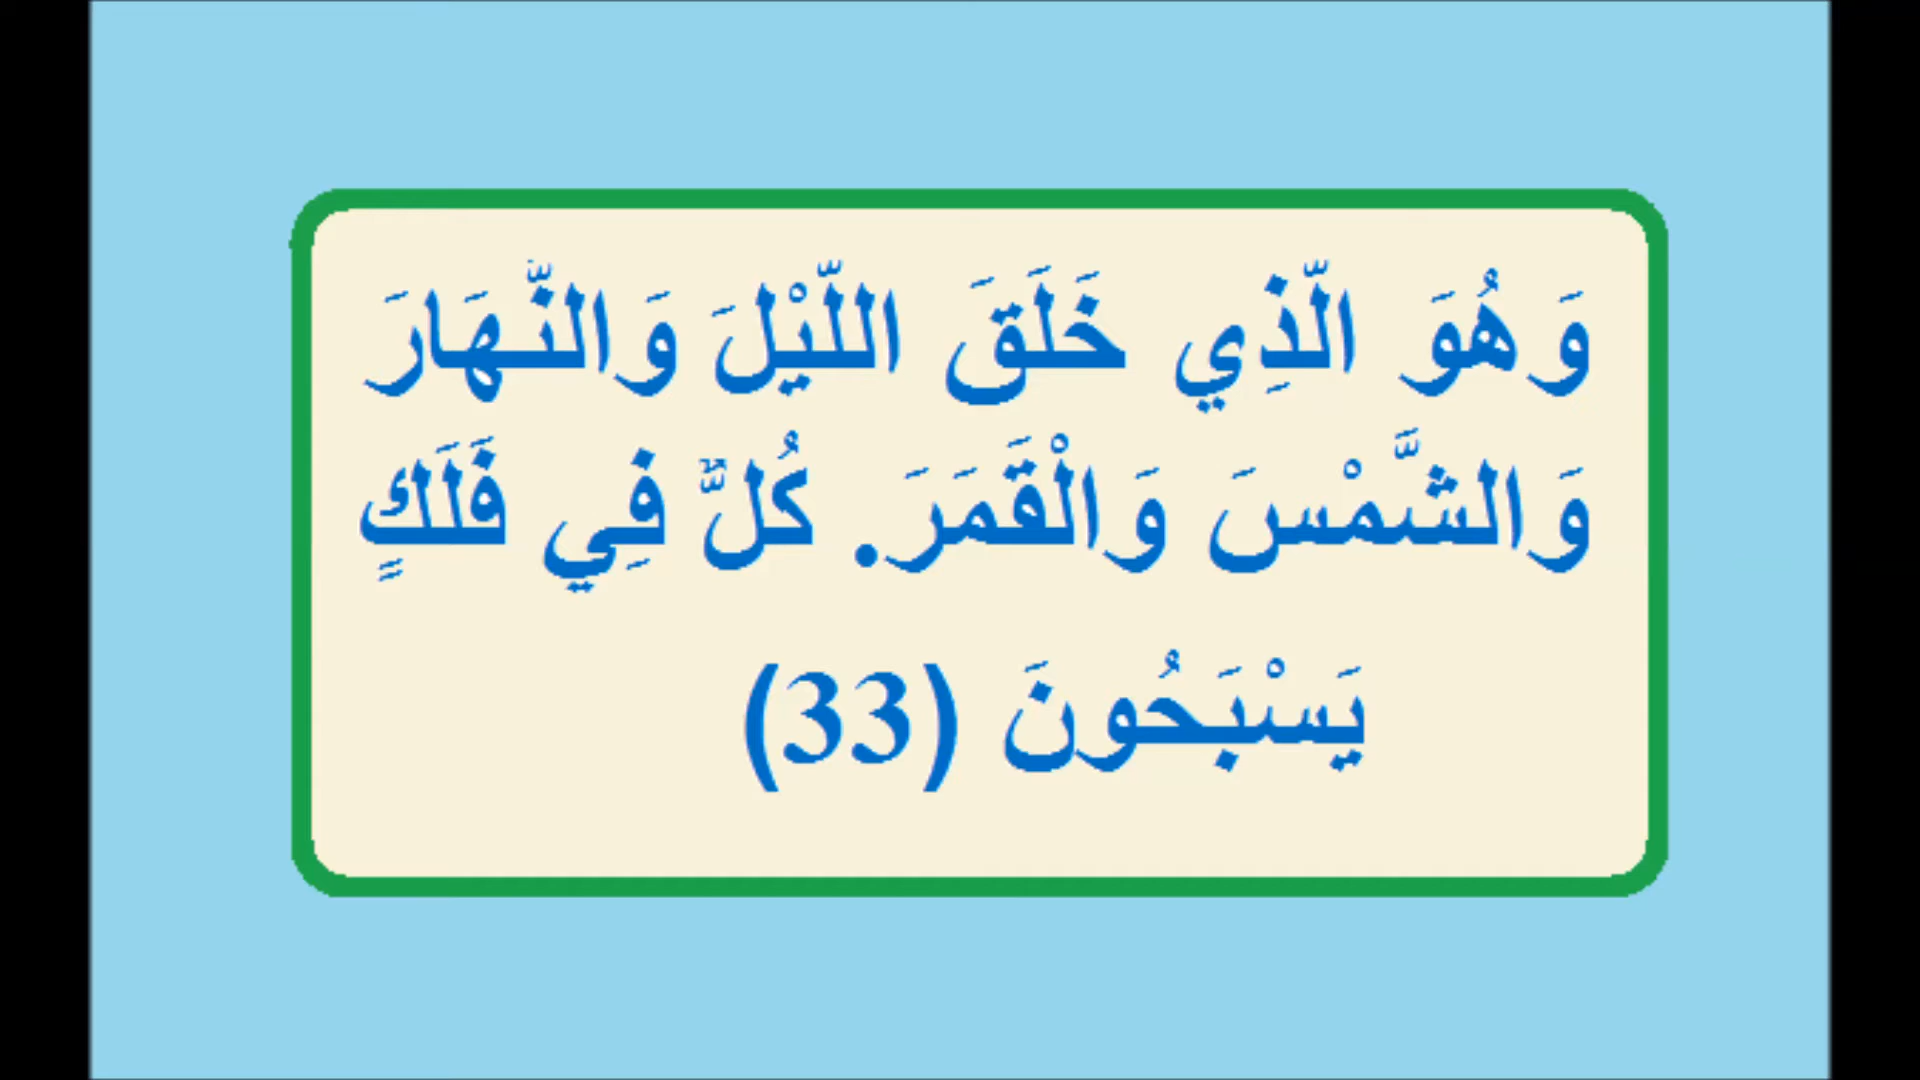 وَهُوَ الَّذِي خَلَقَ اللَّيْلَ وَالنَّهَارَ
وَالشَّمْسَ وَالْقَمَرَ. كُلٌّ فِي فَلَكٍ
يَسْبَحُونَ (33)